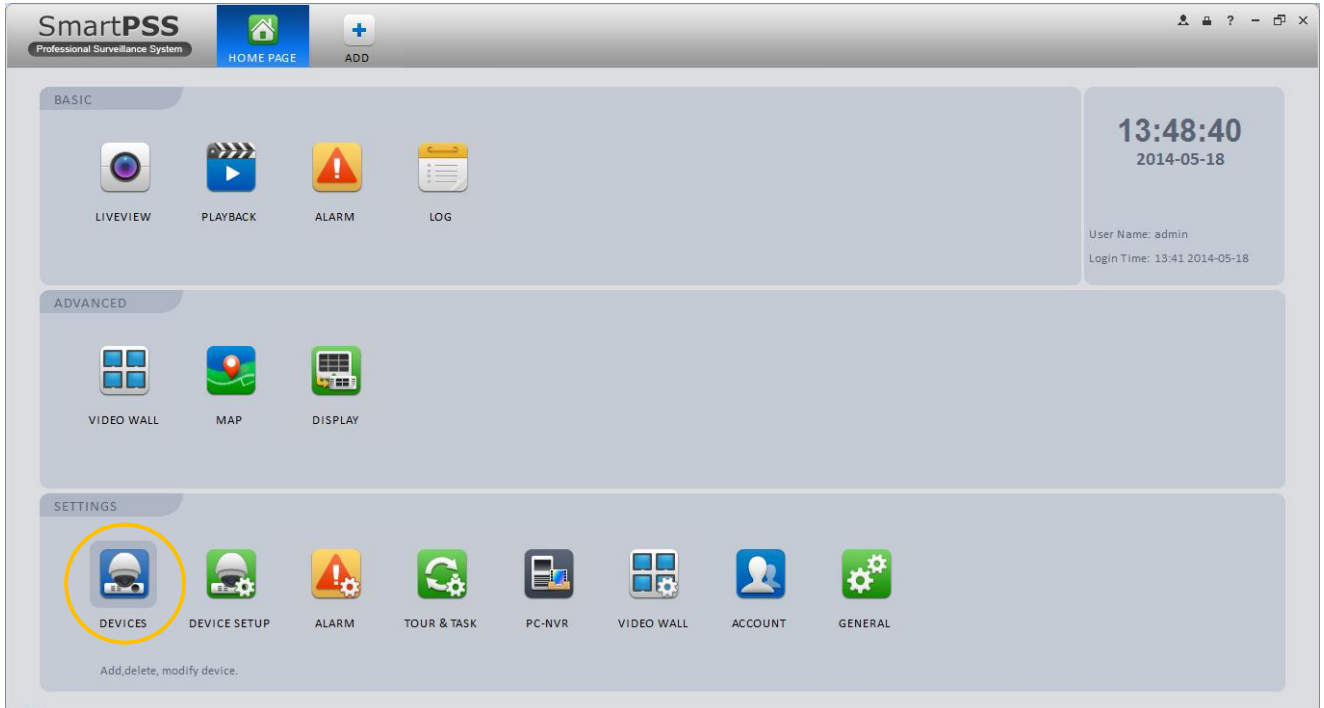 SmartPSS
Professional Surveillance System
HOME PAGE
ADD
?
BASIC
LIVEVIEW PLAYBACK ALARM LOG
13:48:40
2014-05-18
User Name: admin
Login Time: 13:41 2014-05-18
ADVANCED
VIDEO WALL MAP DISPLAY
SETTINGS
DEVICES DEVICE SETUP ALARM TOUR & TASK PC-NVR VIDEO WALL ACCOUNT GENERAL
Add,delete, modify device.